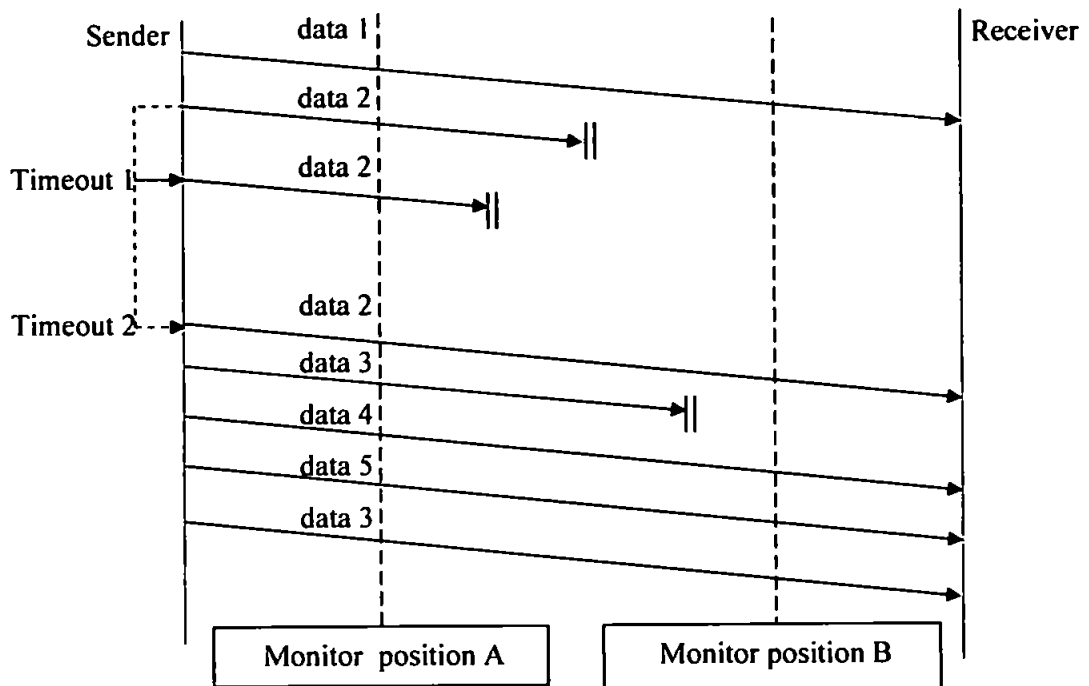 data 1
Sender
Receiver
data 2
Timeout 1
data 2
data 2
Timeout 2
data 3
data 4
data 5
data 3
Monitor position A
Monitor position B